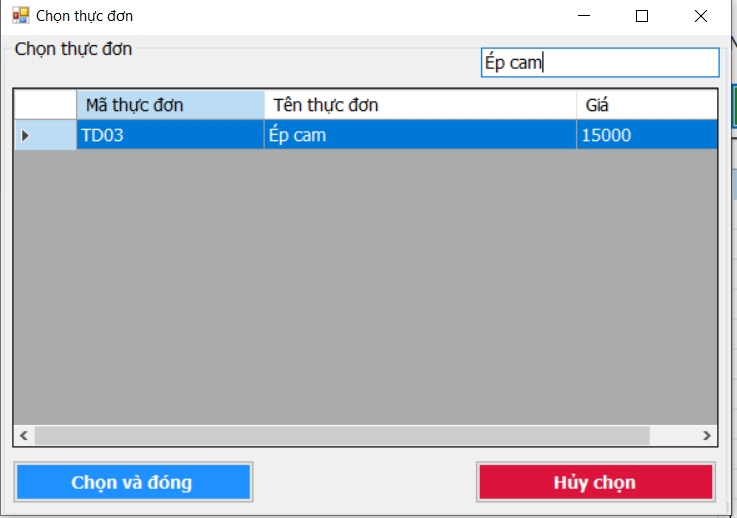 Chọn thực đơn
Chọn thực đơn
Ép cam
Mã thực đơn Tên thực đơn Giá
TD03 Ép cam 15000
Chọn và đóng Hủy chọn